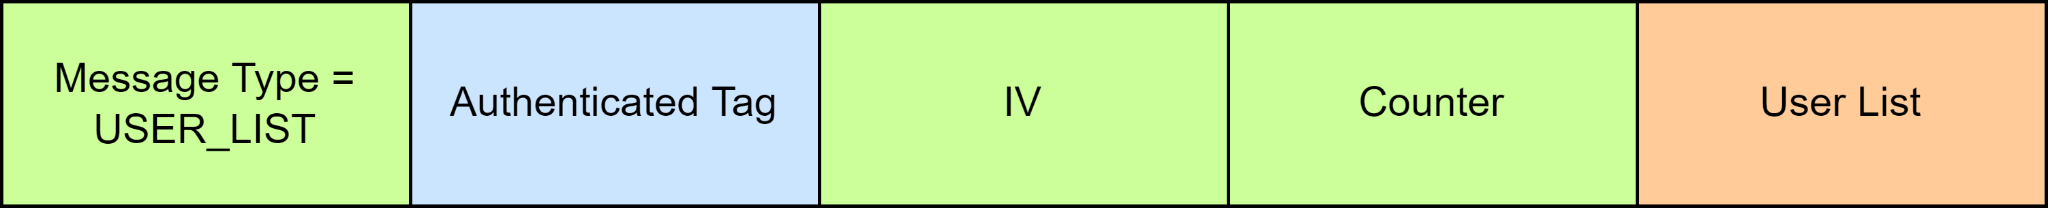 Message Type =
USER_LIST
Authenticated Tag
IV
Counter
User List